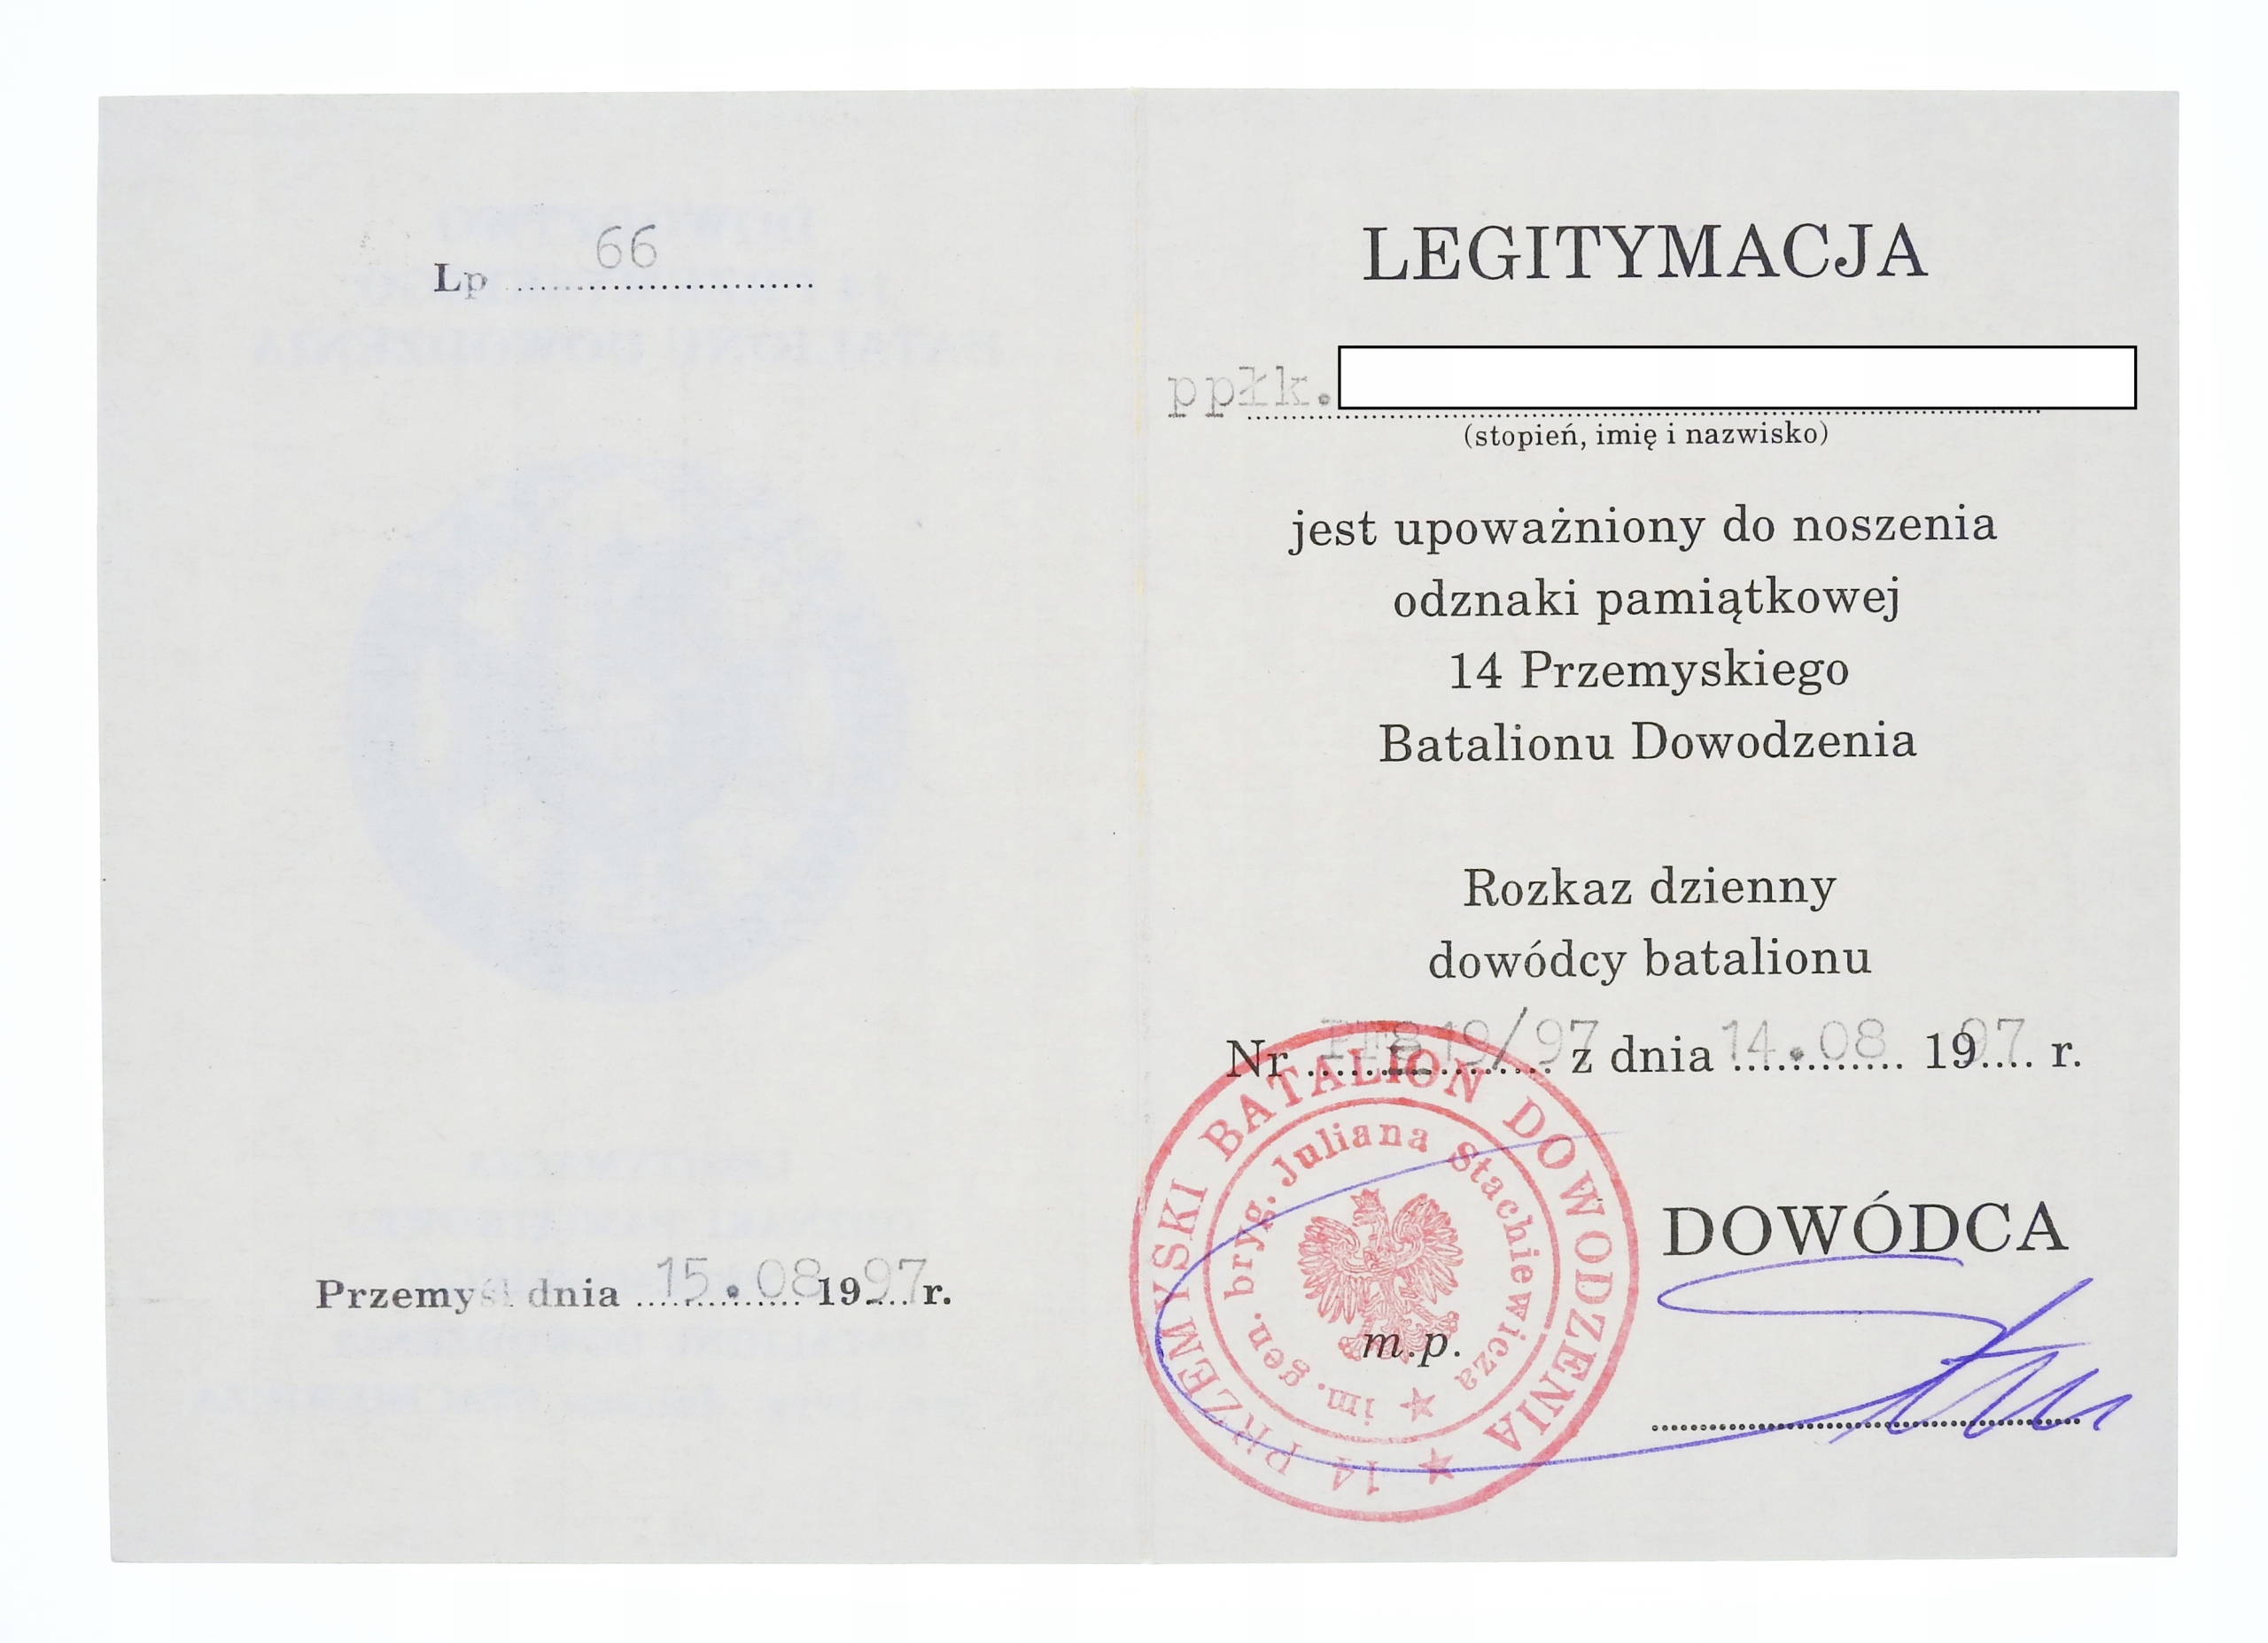 Lp 66
Przemyśl dnia 15.08 1997 r.
LEGITYMACJA
ppłk.
(stopień, imię i nazwisko)
jest upoważniony do noszenia
odznaki pamiątkowej
14 Przemyskiego
Batalionu Dowodzenia
Rozkaz dzienny
dowódcy batalionu
Nr 19/97 z dnia 14.08 1997 r.
14 PRZEMYSKI BATALION DOWODZENIA
im. gen. bryg. Juliana Stachiewicza
m.p.
DOWÓDCA